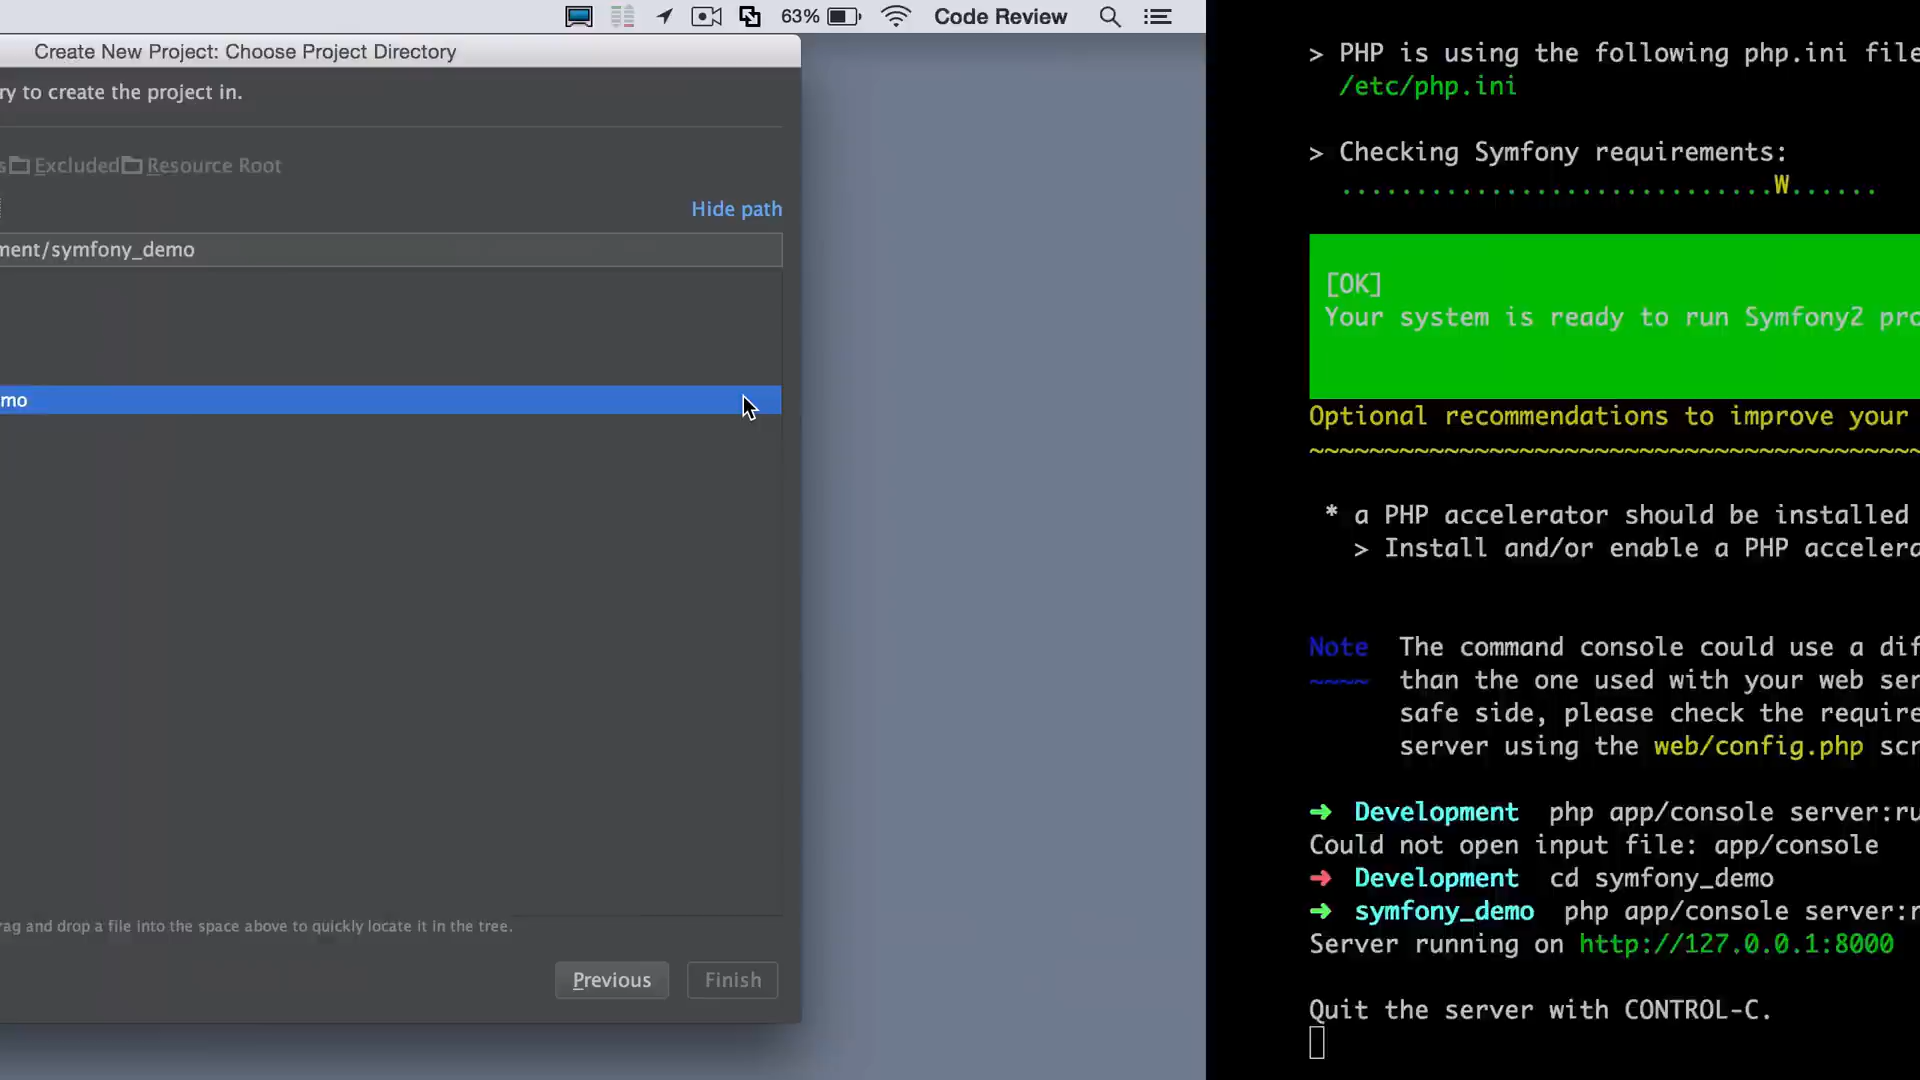 63% Code Review
Create New Project: Choose Project Directory
ry to create the project in.
Excluded Resource Root
Hide path
ment/symfony_demo
mo
rag and drop a file into the space above to quickly locate it in the tree.
Previous Finish
> PHP is using the following php.ini file
/etc/php.ini
> Checking Symfony requirements:
.............................W......
[OK]
Your system is ready to run Symfony2 pro
Optional recommendations to improve your
~~~~~~~~~~~~~~~~~~~~~~~~~~~~~~~~~~~~~~~~~
* a PHP accelerator should be installed
> Install and/or enable a PHP accelera
Note The command console could use a dif
~~~~ than the one used with your web ser
safe side, please check the require
server using the web/config.php scr
➜ Development php app/console server:ru
Could not open input file: app/console
➜ Development cd symfony_demo
➜ symfony_demo php app/console server:r
Server running on http://127.0.0.1:8000
Quit the server with CONTROL-C.